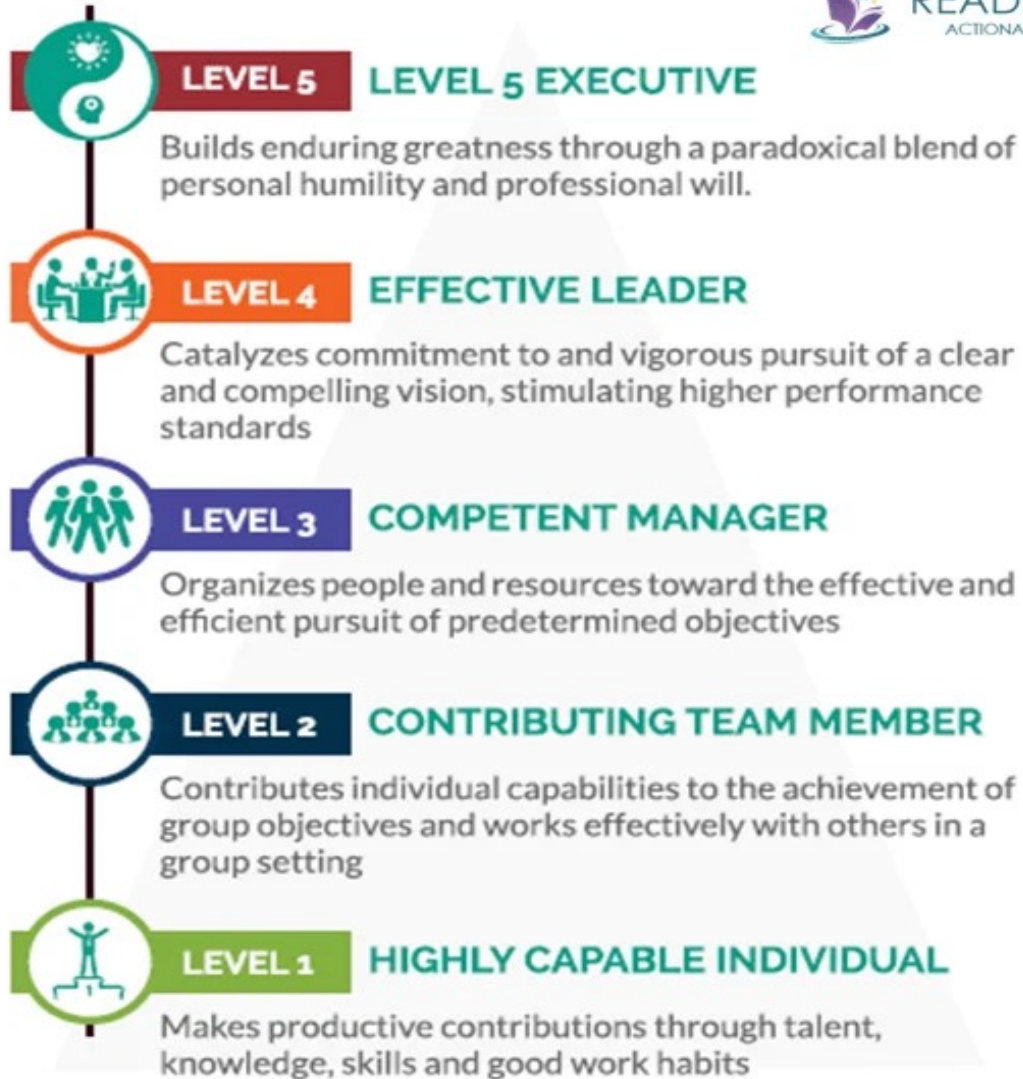 READ
ACTIONA
LEVEL 5 LEVEL 5 EXECUTIVE
Builds enduring greatness through a paradoxical blend of
personal humility and professional will.
LEVEL 4 EFFECTIVE LEADER
Catalyzes commitment to and vigorous pursuit of a clear
and compelling vision, stimulating higher performance
standards
LEVEL 3 COMPETENT MANAGER
Organizes people and resources toward the effective and
efficient pursuit of predetermined objectives
LEVEL 2 CONTRIBUTING TEAM MEMBER
Contributes individual capabilities to the achievement of
group objectives and works effectively with others in a
group setting
1
LEVEL 1 HIGHLY CAPABLE INDIVIDUAL
Makes productive contributions through talent,
knowledge, skills and good work habits